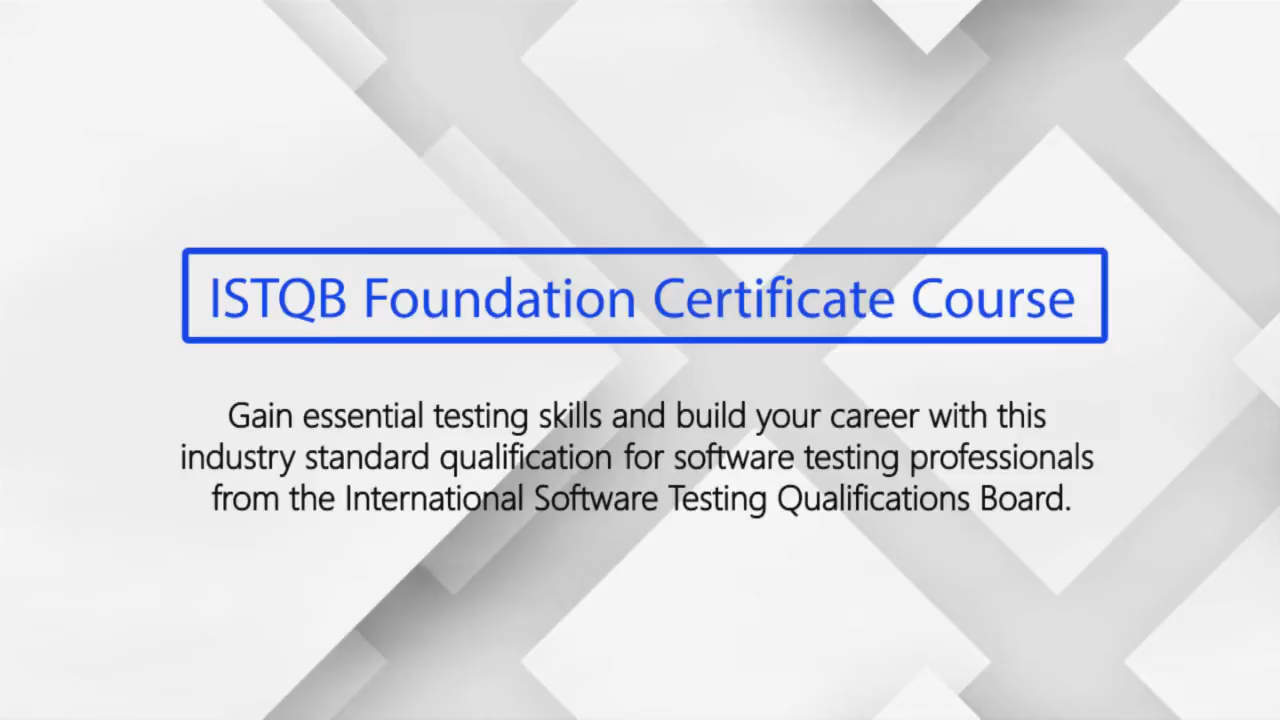 ISTQB Foundation Certificate Course
Gain essential testing skills and build your career with this
industry standard qualification for software testing professionals
from the International Software Testing Qualifications Board.